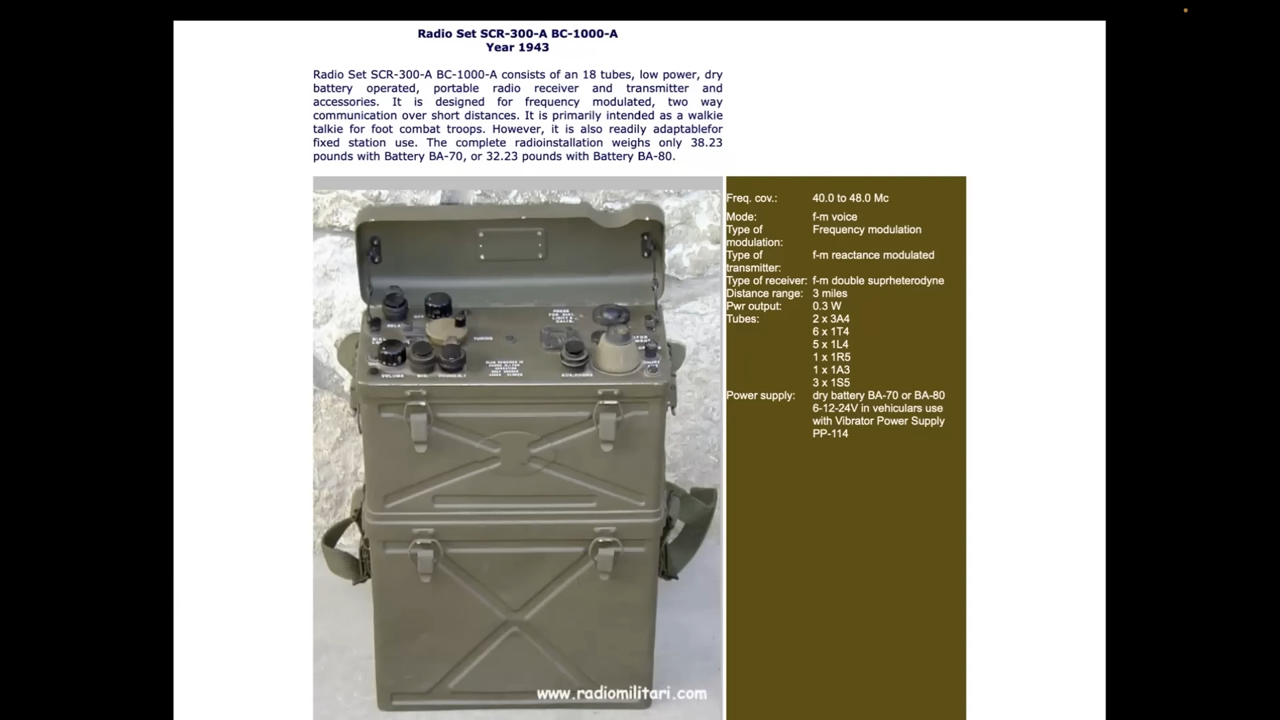 Radio Set SCR-300-A BC-1000-A
Year 1943
Radio Set SCR-300-A BC-1000-A consists of an 18 tubes, low power, dry
battery operated, portable radio receiver and transmitter and
accessories. It is designed for frequency modulated, two way
communication over short distances. It is primarily intended as a walkie
talkie for foot combat troops. However, it is also readily adaptablefor
fixed station use. The complete radioinstallation weighs only 38.23
pounds with Battery BA-70, or 32.23 pounds with Battery BA-80.
Freq. cov.: 40.0 to 48.0 Mc
Mode: f-m voice
Type of modulation: Frequency modulation
Type of transmitter: f-m reactance modulated
Type of receiver: f-m double suprheterodyne
Distance range: 3 miles
Pwr output: 0.3 W
Tubes: 2 x 3A4
6 x 1T4
5 x 1L4
1 x 1R5
1 x 1A3
3 x 1S5
Power supply: dry battery BA-70 or BA-80
6-12-24V in vehiculars use
with Vibrator Power Supply
PP-114
TUNING
VOLUME
www.radiomilitari.com